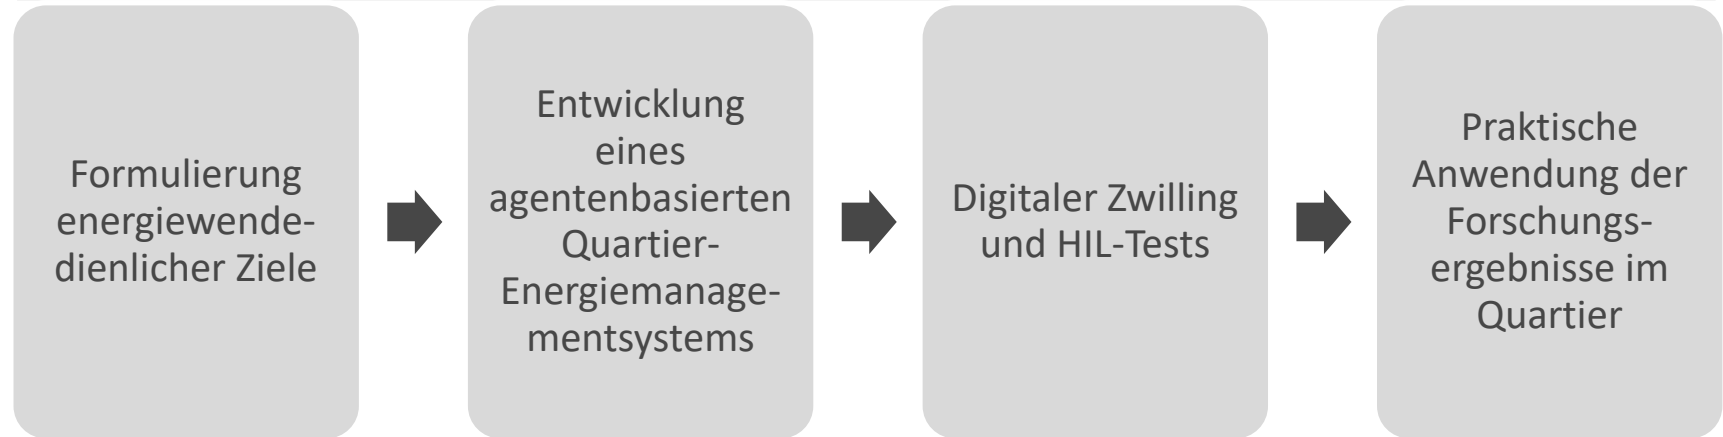 Formulierung
energiewende-
dienlicher Ziele
Entwicklung
eines
agentenbasierten
Quartier-
Energiemanage-
mentsystems
Digitaler Zwilling
und HIL-Tests
Praktische
Anwendung der
Forschungs-
ergebnisse im
Quartier